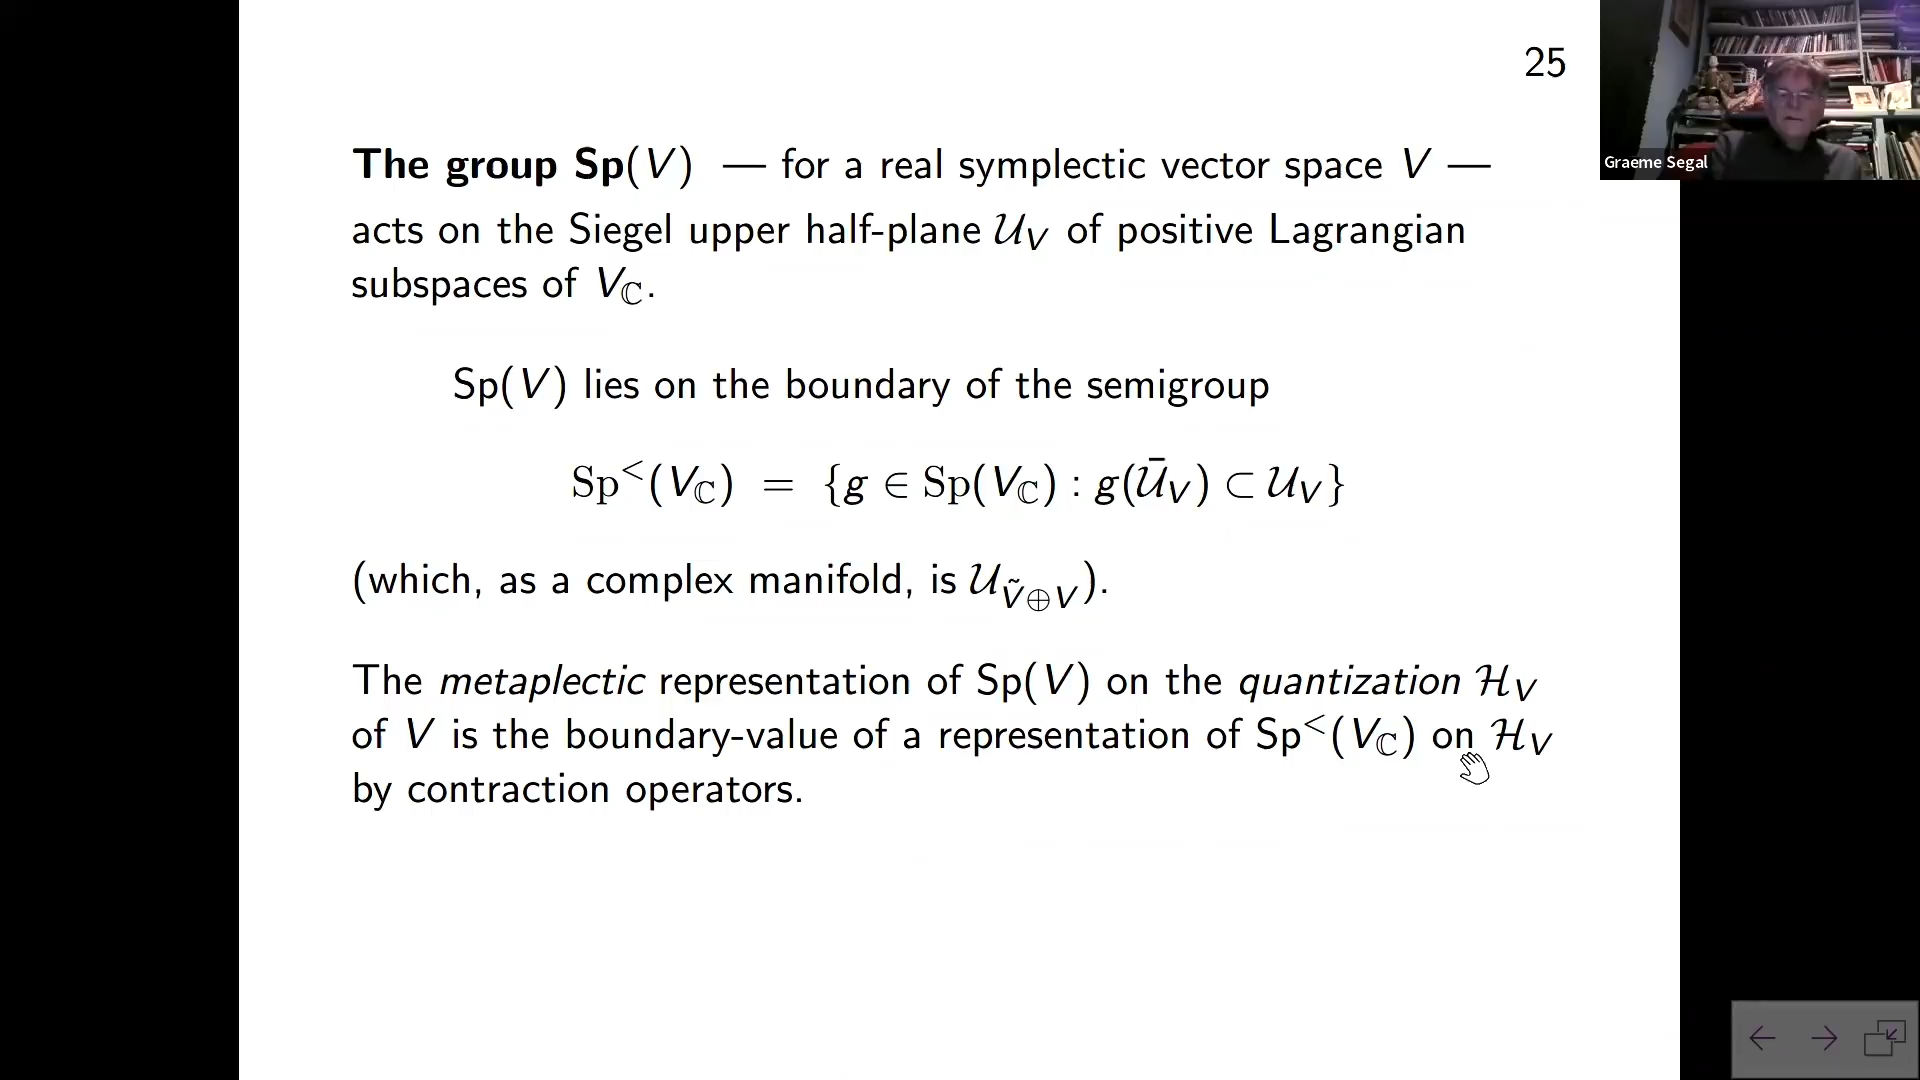 25
Graeme Segal
The group Sp(V) — for a real symplectic vector space V —
acts on the Siegel upper half-plane 𝒰_V of positive Lagrangian
subspaces of V_ℂ.
Sp(V) lies on the boundary of the semigroup
Sp^<(V_ℂ) = {g ∈ Sp(V_ℂ) : g(𝒰̄_V) ⊂ 𝒰_V}
(which, as a complex manifold, is 𝒰_{Ṽ⊕V}).
The metaplectic representation of Sp(V) on the quantization ℋ_V
of V is the boundary-value of a representation of Sp^<(V_ℂ) on ℋ_V
by contraction operators.